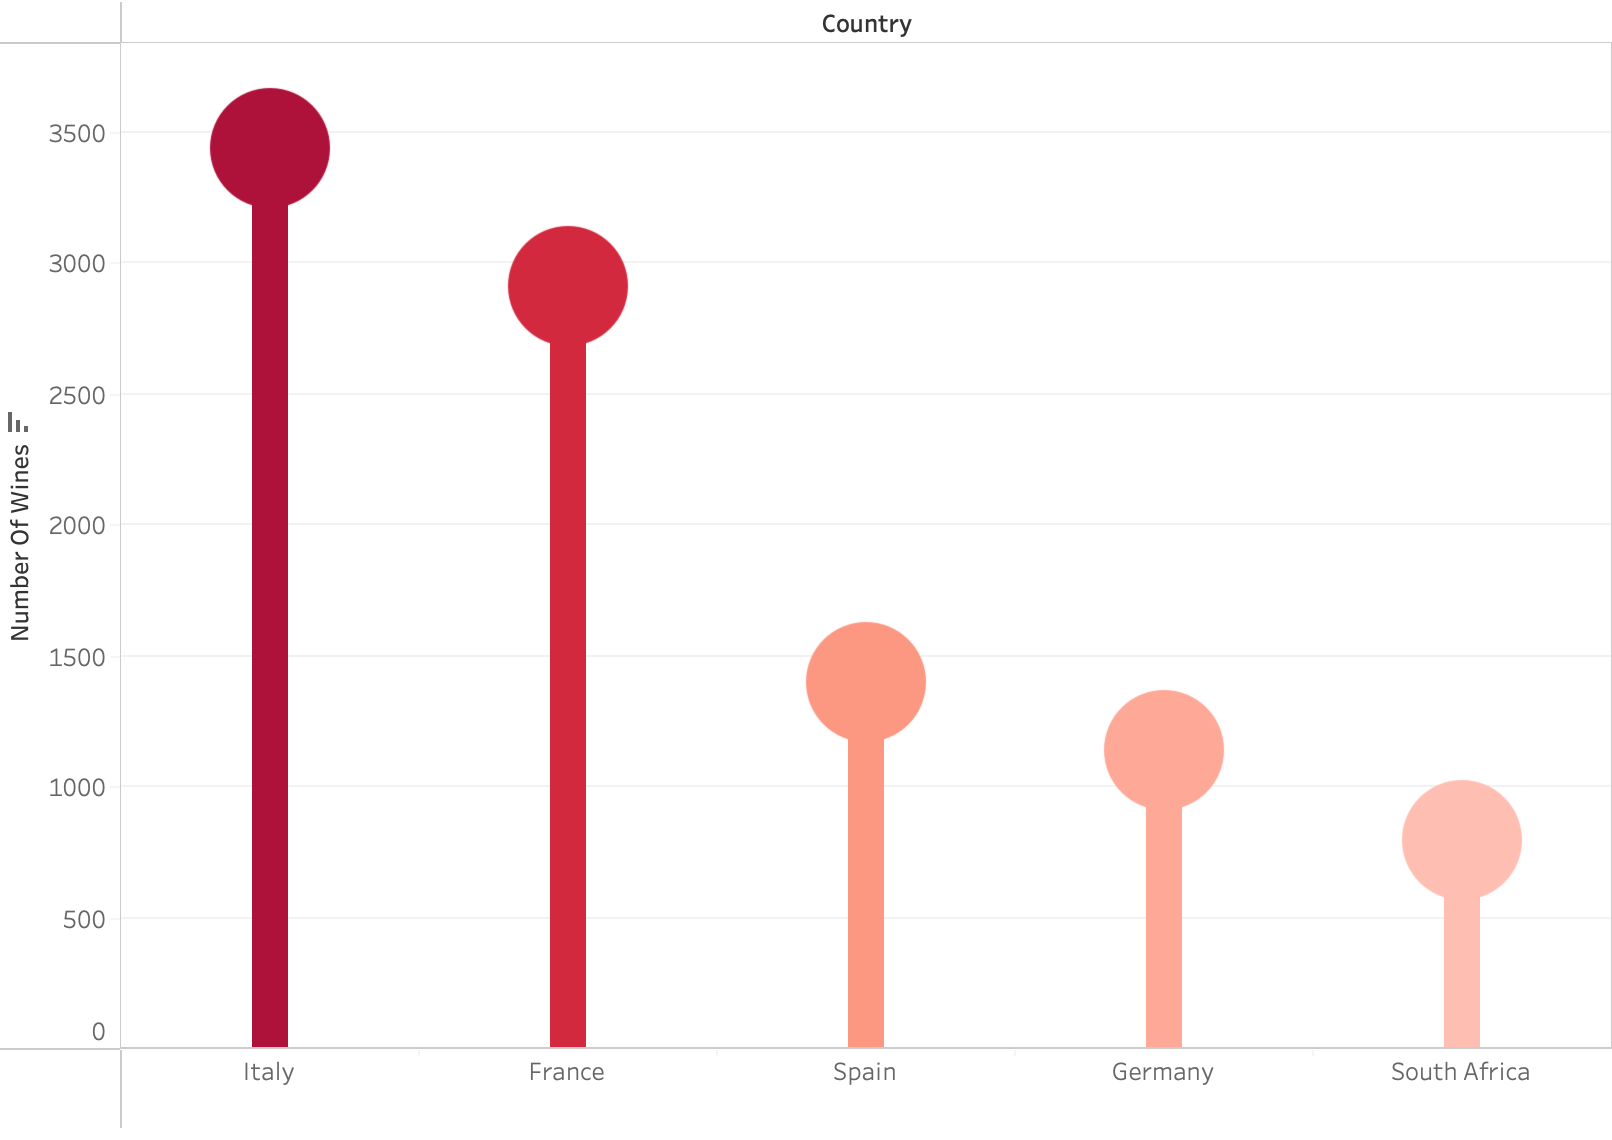 Country
Number Of Wines
3500
3000
2500
2000
1500
1000
500
0
Italy
France
Spain
Germany
South Africa